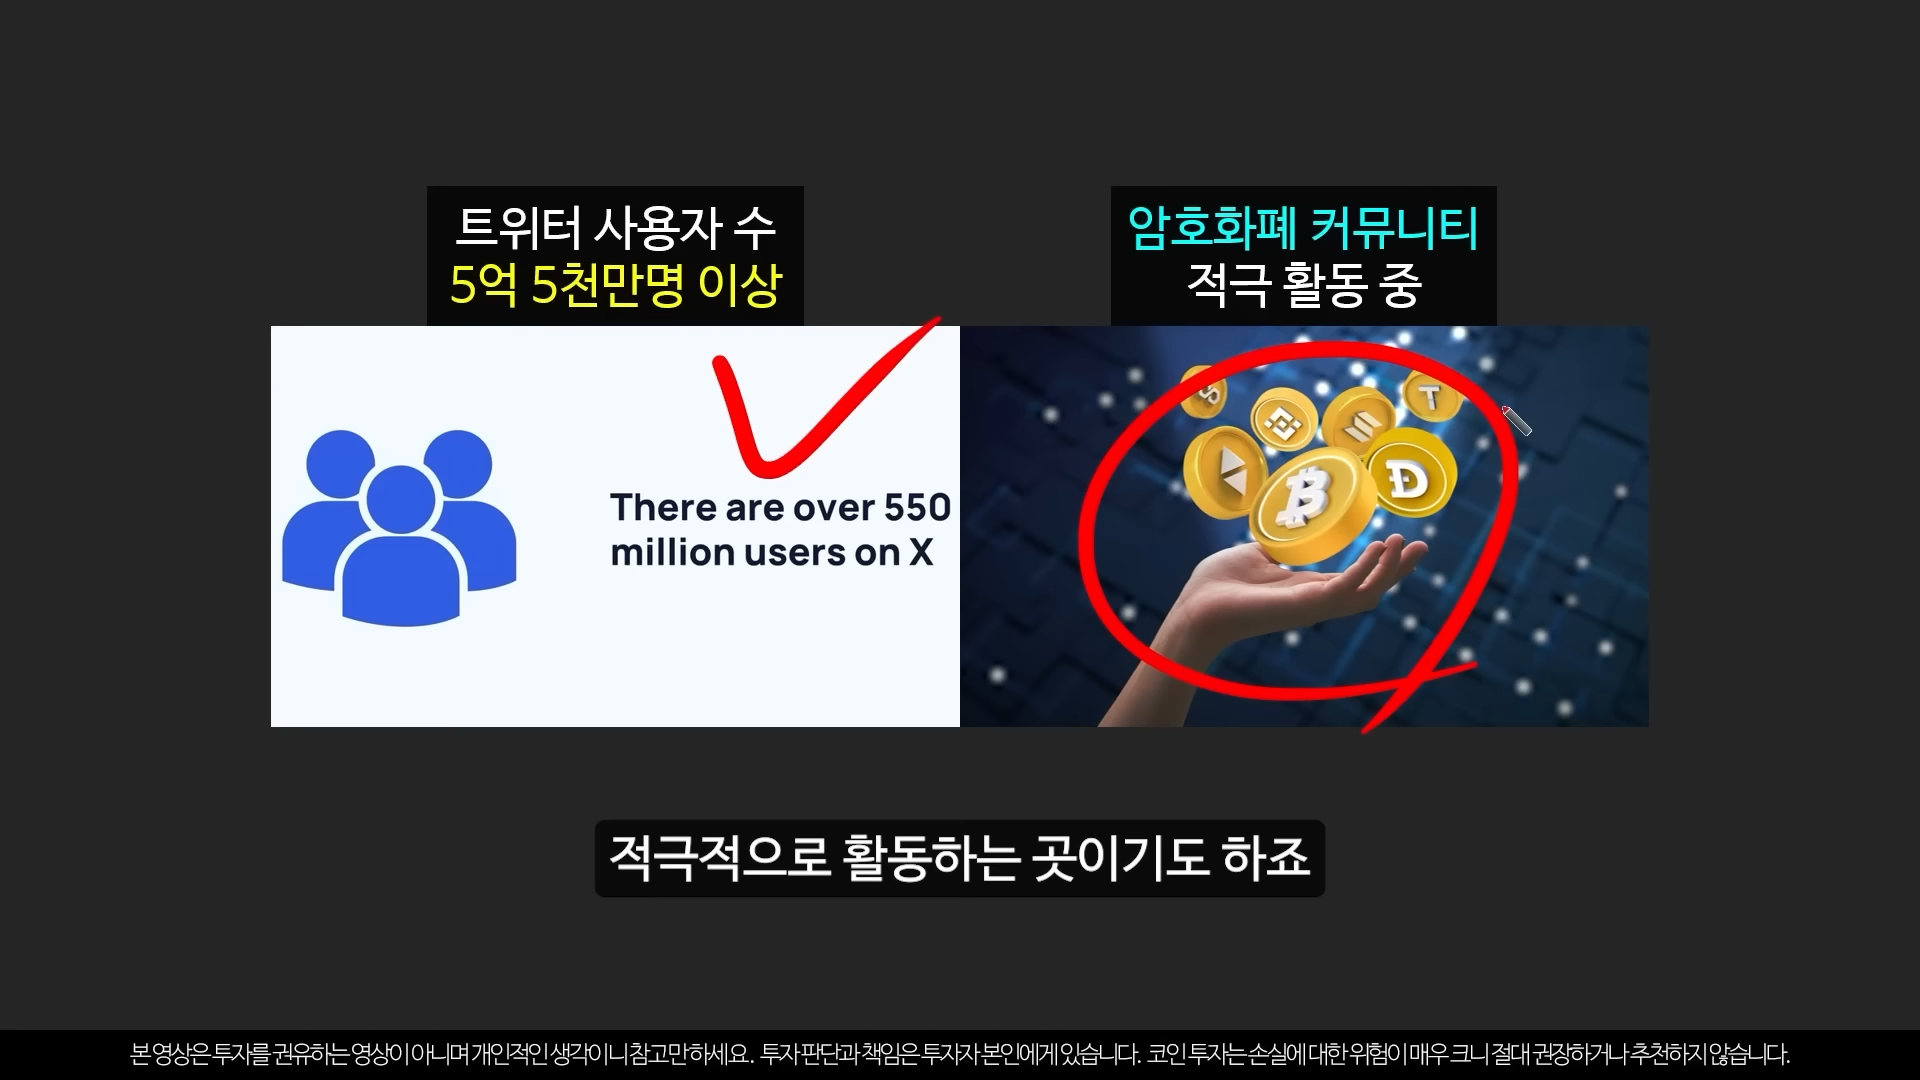 트위터 사용자 수
5억 5천만명 이상
암호화폐 커뮤니티
적극 활동 중
There are over 550
million users on X
적극적으로 활동하는 곳이기도 하죠
본 영상은 투자를 권유하는 영상이 아니며 개인적인 생각이니 참고만 하세요. 투자 판단과 책임은 투자자 본인에게 있습니다. 코인 투자는 손실에 대한 위험이 매우 크니 절대 권장하거나 추천하지 않습니다.